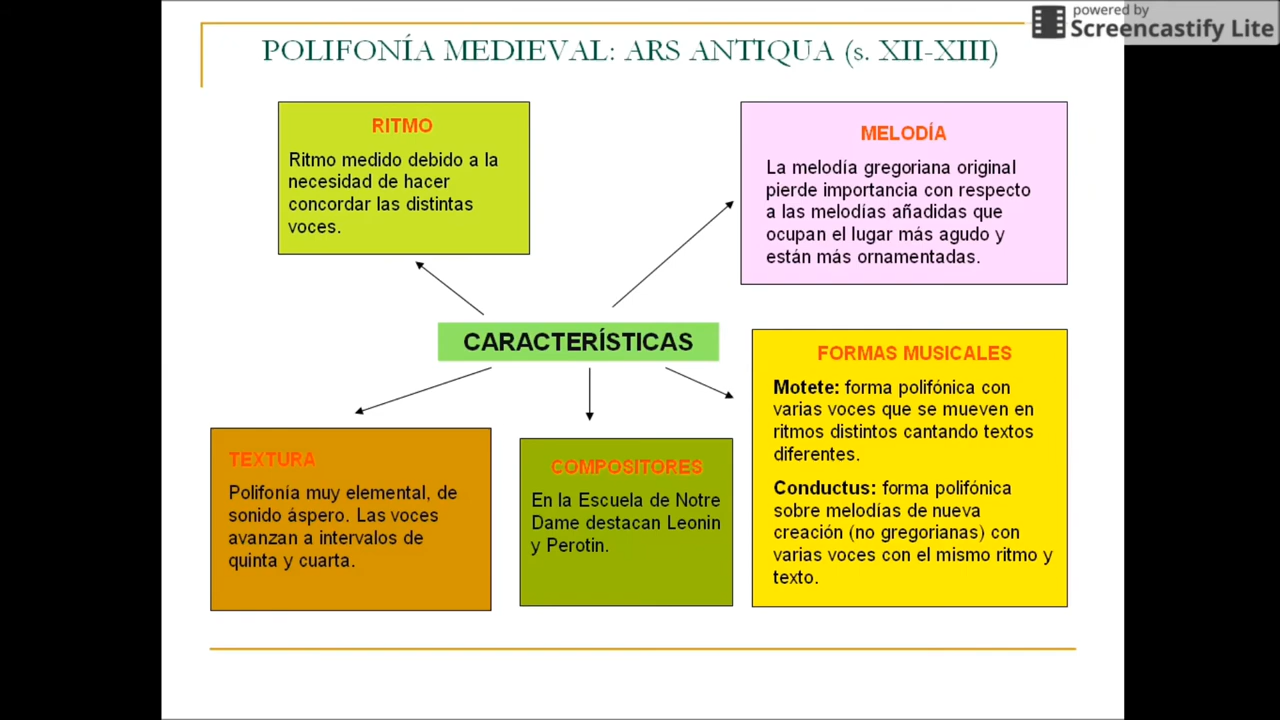 powered by
Screencastify Lite
POLIFONÍA MEDIEVAL: ARS ANTIQUA (s. XII-XIII)
RITMO
Ritmo medido debido a la
necesidad de hacer
concordar las distintas
voces.
MELODÍA
La melodía gregoriana original
pierde importancia con respecto
a las melodías añadidas que
ocupan el lugar más agudo y
están más ornamentadas.
CARACTERÍSTICAS
TEXTURA
Polifonía muy elemental, de
sonido áspero. Las voces
avanzan a intervalos de
quinta y cuarta.
COMPOSITORES
En la Escuela de Notre
Dame destacan Leonin
y Perotin.
FORMAS MUSICALES
Motete: forma polifónica con
varias voces que se mueven en
ritmos distintos cantando textos
diferentes.
Conductus: forma polifónica
sobre melodías de nueva
creación (no gregorianas) con
varias voces con el mismo ritmo y
texto.